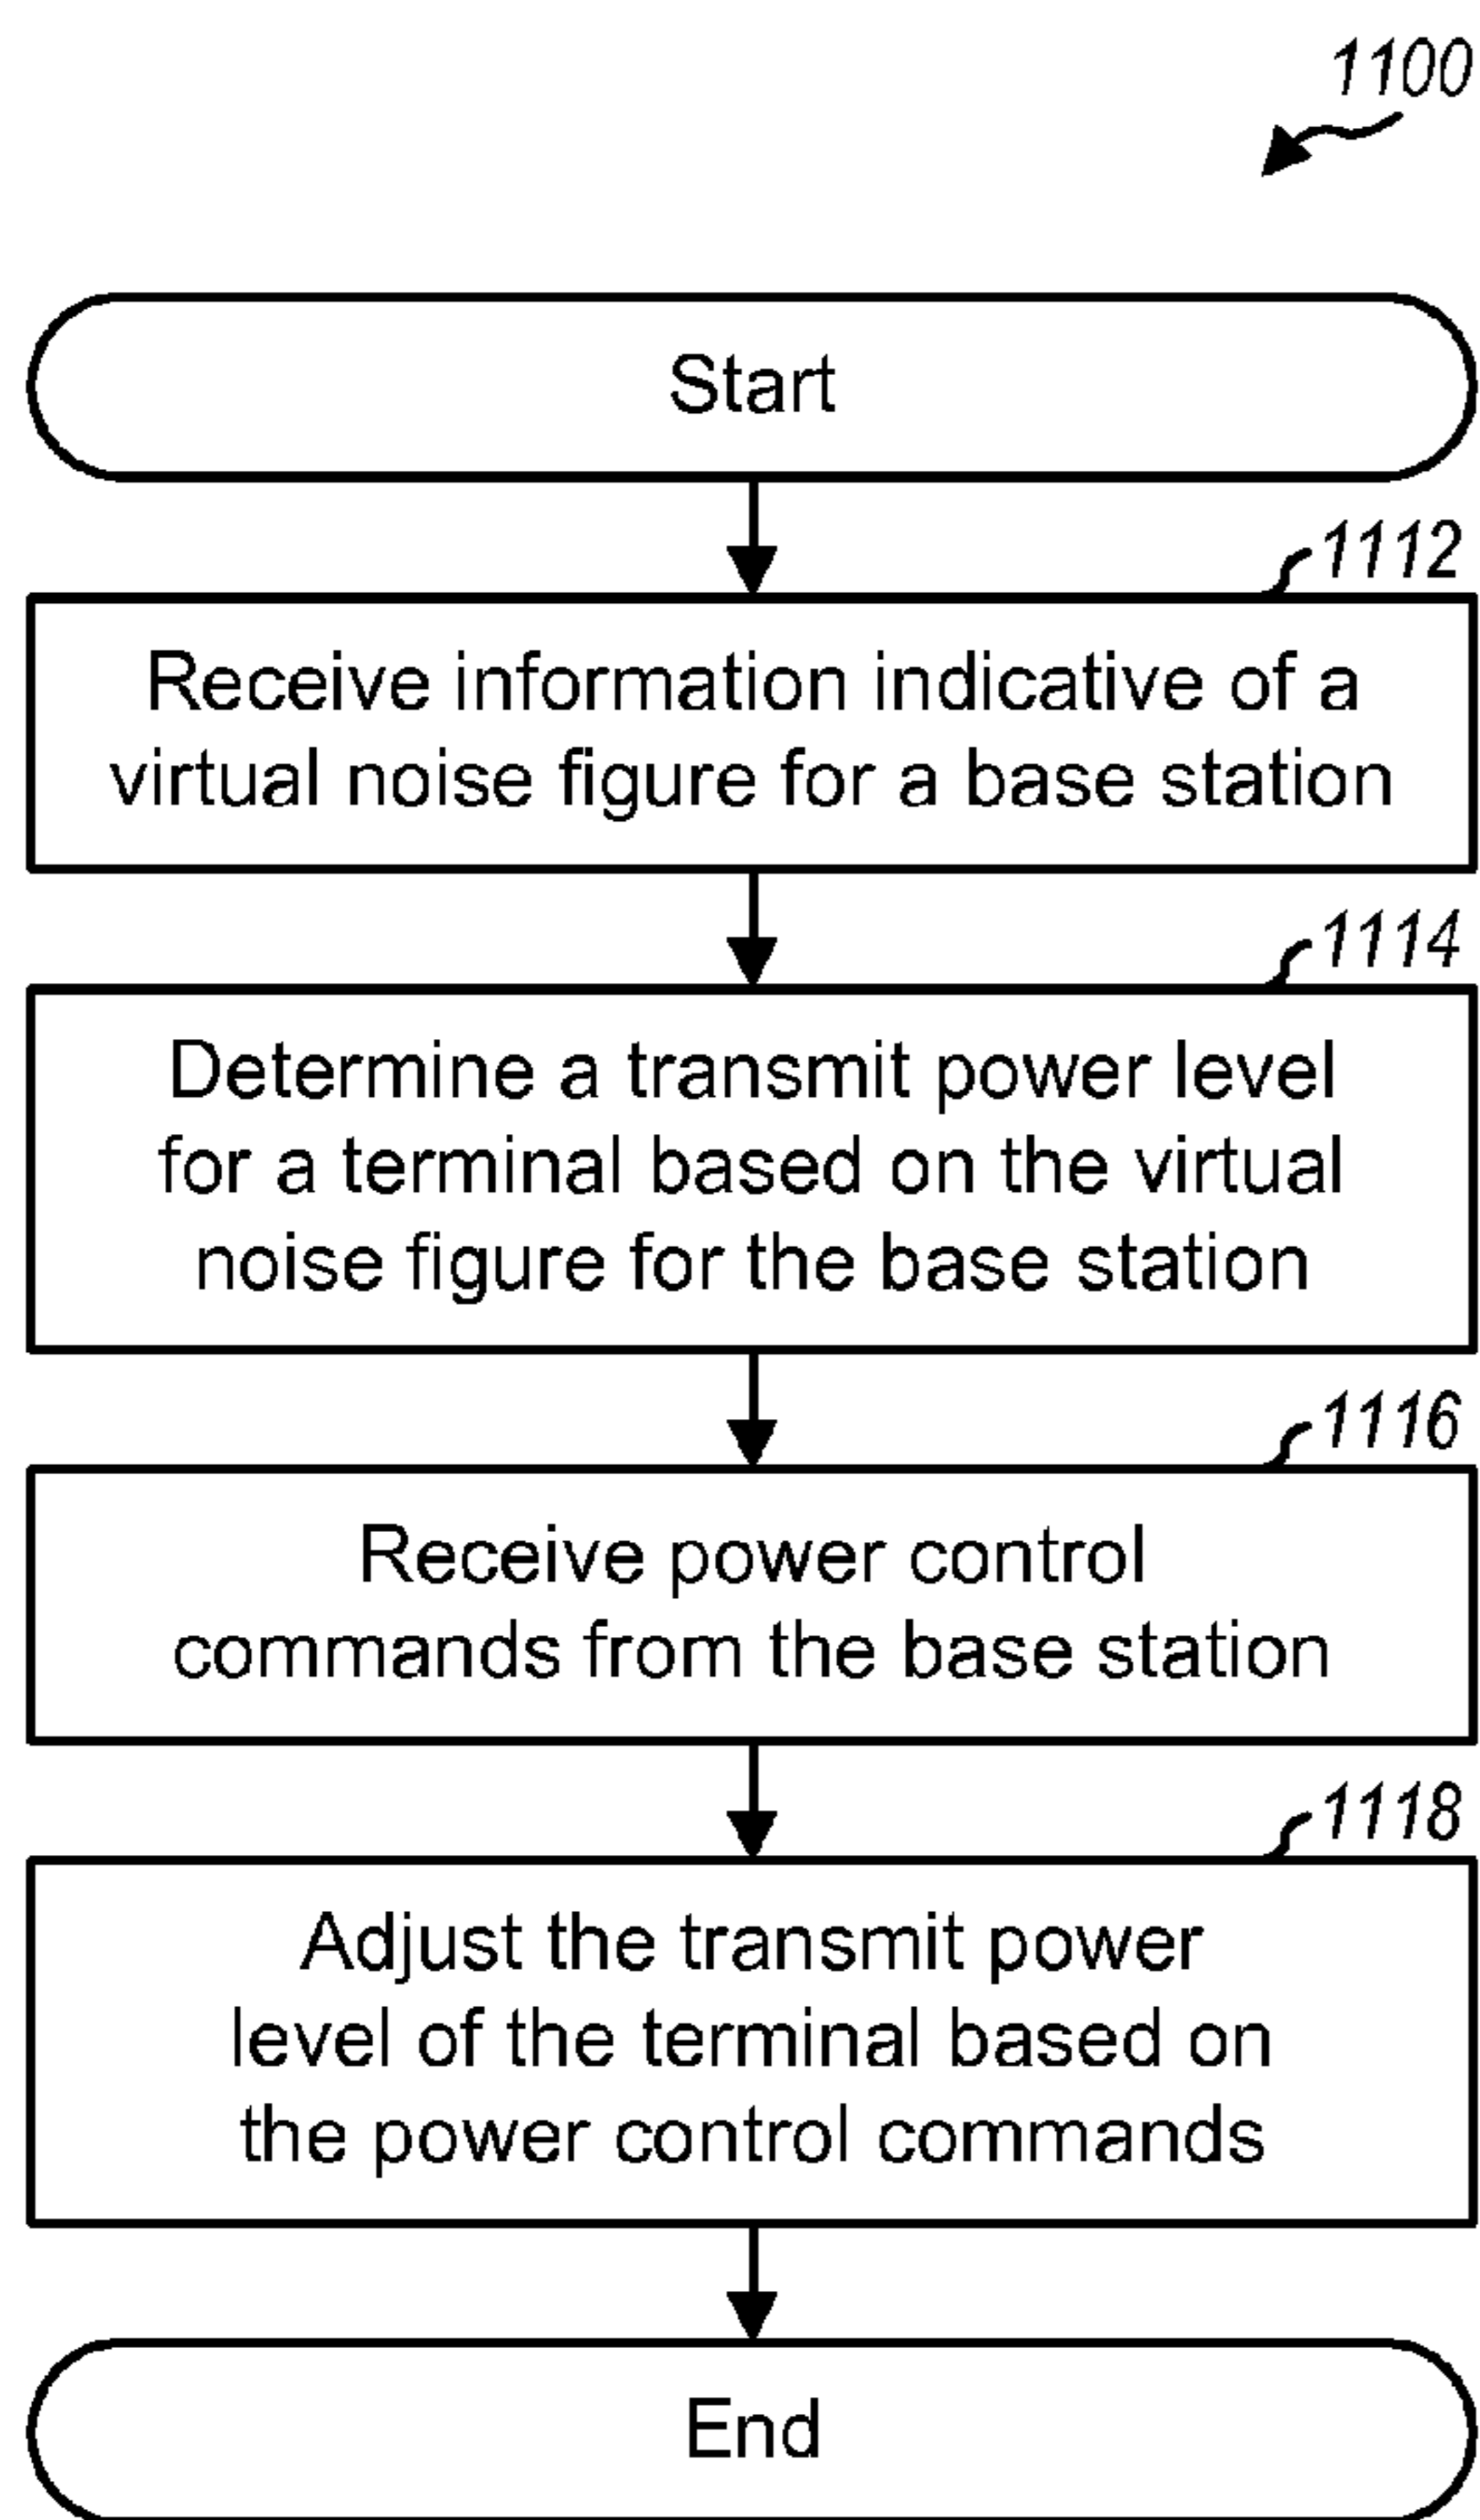 1100
Start
1112
Receive information indicative of a
virtual noise figure for a base station
1114
Determine a transmit power level
for a terminal based on the virtual
noise figure for the base station
1116
Receive power control
commands from the base station
1118
Adjust the transmit power
level of the terminal based on
the power control commands
End